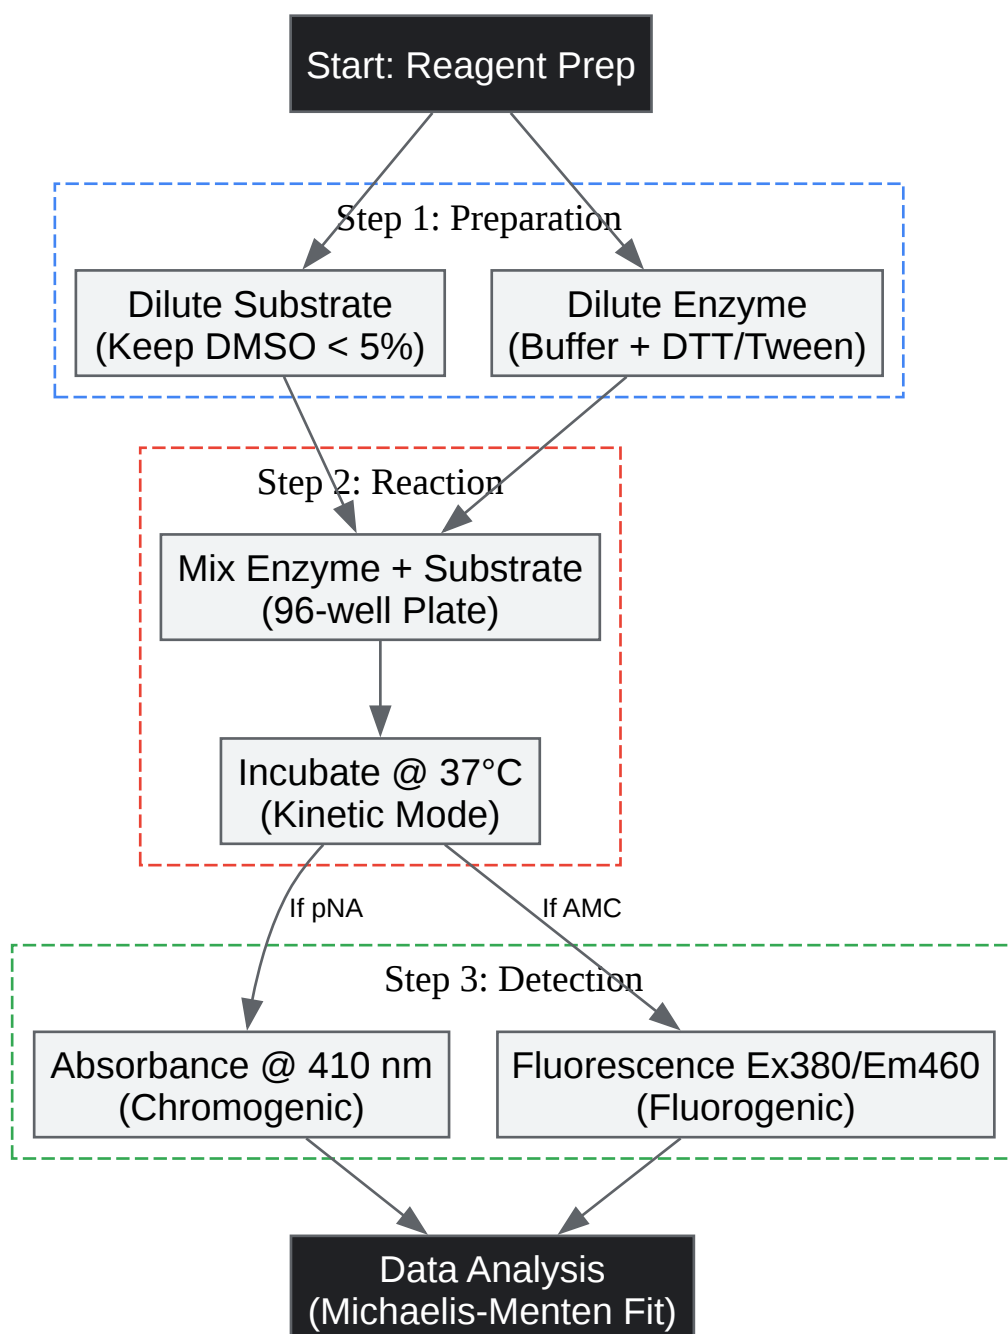 Start: Reagent Prep
Step 1: Preparation
Dilute Substrate
(Keep DMSO < 5%)
Dilute Enzyme
(Buffer + DTT/Tween)
Step 2: Reaction
Mix Enzyme + Substrate
(96-well Plate)
Incubate @ 37°C
(Kinetic Mode)
If pNA
If AMC
Step 3: Detection
Absorbance @ 410 nm
(Chromogenic)
Fluorescence Ex380/Em460
(Fluorogenic)
Data Analysis
(Michaelis-Menten Fit)